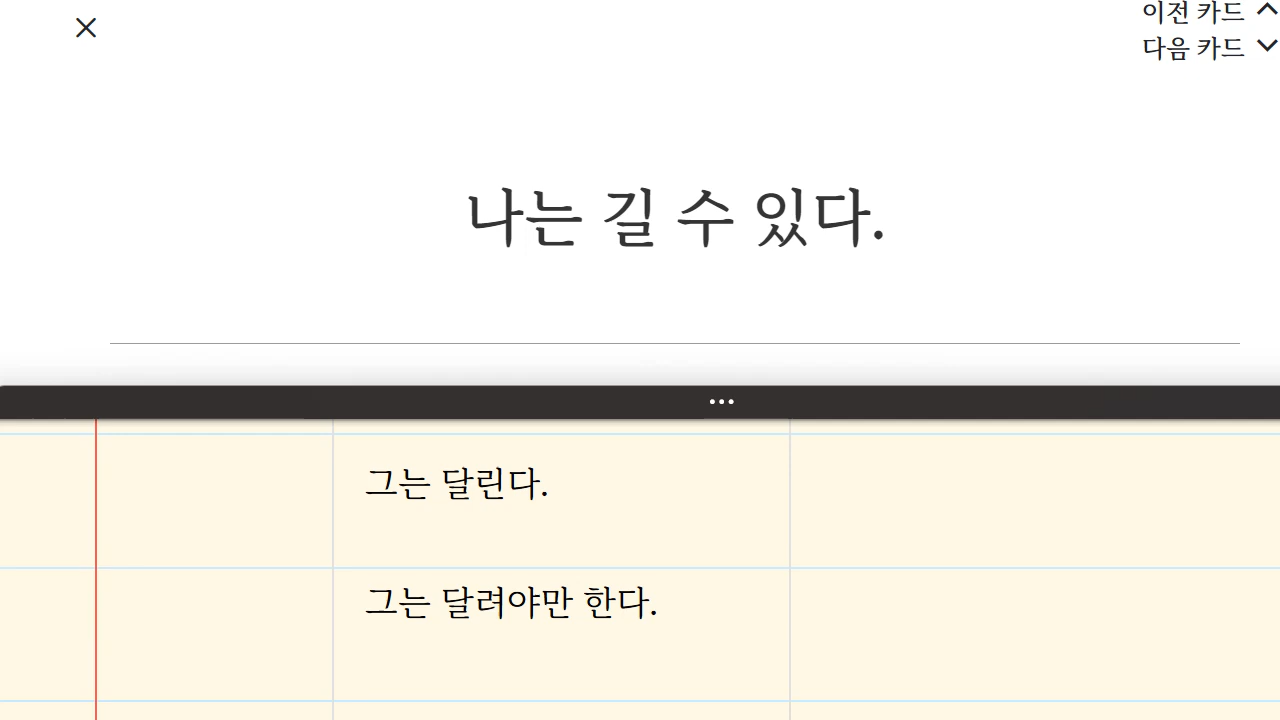 이전 카드
다음 카드
나는 길 수 있다.
그는 달린다.
그는 달려야만 한다.